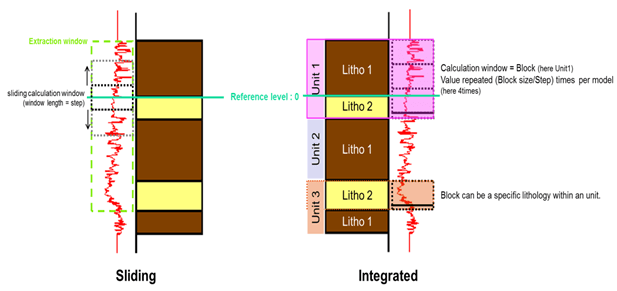 Extraction window
sliding calculation window
(window length = step)
Reference level : 0
Sliding
Unit 1
Litho 1
Litho 2
Unit 2
Litho 1
Unit 3
Litho 2
Litho 1
Calculation window = Block (here Unit1)
Value repeated (Block size/Step) times per model
(here 4times)
Block can be a specific lithology within an unit.
Integrated